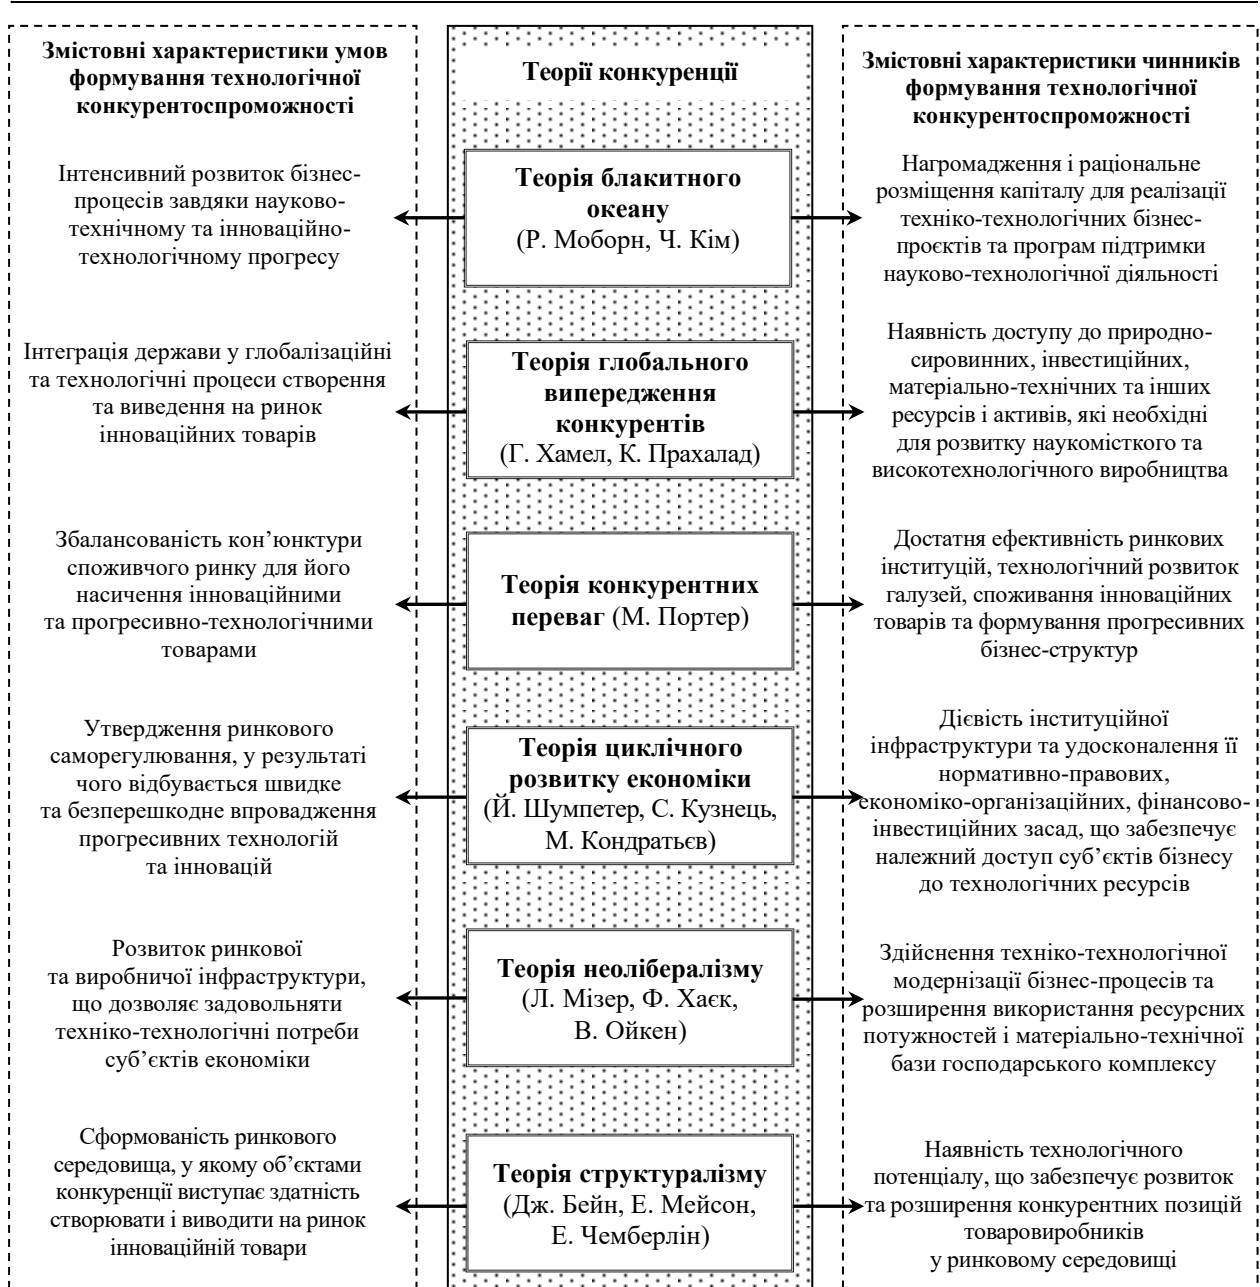 Змістовні характеристики умов
формування технологічної
конкурентоспроможності
Теорії конкуренції
Змістовні характеристики чинників
формування технологічної
конкурентоспроможності
Інтенсивний розвиток бізнес-
процесів завдяки науково-
технічному та інноваційно-
технологічному прогресу
Теорія блакитного
океану
(Р. Моборн, Ч. Кім)
Нагромадження і раціональне
розміщення капіталу для реалізації
техніко-технологічних бізнес-
проєктів та програм підтримки
науково-технологічної діяльності
Інтеграція держави у глобалізаційні
та технологічні процеси створення
та виведення на ринок
інноваційних товарів
Теорія глобального
випередження
конкурентів
(Г. Хамел, К. Прахалад)
Наявність доступу до природно-
сировинних, інвестиційних,
матеріально-технічних та інших
ресурсів і активів, які необхідні
для розвитку наукомісткого та
високотехнологічного виробництва
Збалансованість кон’юнктури
споживчого ринку для його
насичення інноваційними
та прогресивно-технологічними
товарами
Теорія конкурентних
переваг (М. Портер)
Достатня ефективність ринкових
інституцій, технологічний розвиток
галузей, споживання інноваційних
товарів та формування прогресивних
бізнес-структур
Утвердження ринкового
саморегулювання, у результаті
чого відбувається швидке
та безперешкодне впровадження
прогресивних технологій
та інновацій
Теорія циклічного
розвитку економіки
(Й. Шумпетер, С. Кузнець,
М. Кондратьєв)
Дієвість інституційної
інфраструктури та удосконалення її
нормативно-правових,
економіко-організаційних, фінансово-
інвестиційних засад, що забезпечує
належний доступ суб’єктів бізнесу
до технологічних ресурсів
Розвиток ринкової
та виробничої інфраструктури,
що дозволяє задовольняти
техніко-технологічні потреби
суб’єктів економіки
Теорія неолібералізму
(Л. Мізер, Ф. Хаєк,
В. Ойкен)
Здійснення техніко-технологічної
модернізації бізнес-процесів та
розширення використання ресурсних
потужностей і матеріально-технічної
бази господарського комплексу
Сформованість ринкового
середовища, у якому об’єктами
конкуренції виступає здатність
створювати і виводити на ринок
інноваційній товари
Теорія структуралізму
(Дж. Бейн, Е. Мейсон,
Е. Чемберлін)
Наявність технологічного
потенціалу, що забезпечує розвиток
та розширення конкурентних позицій
товаровиробників
у ринковому середовищі